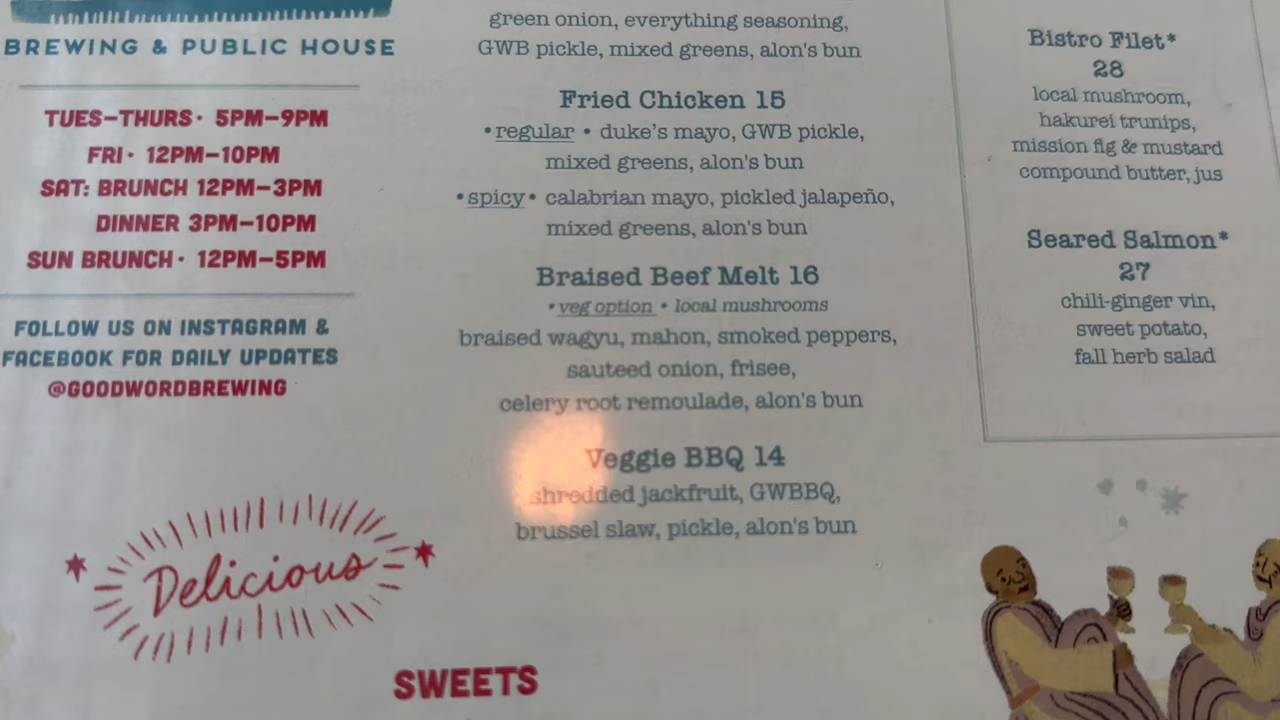 BREWING & PUBLIC HOUSE
TUES-THURS· 5PM-9PM
FRI· 12PM-10PM
SAT: BRUNCH 12PM-3PM
DINNER 3PM-10PM
SUN BRUNCH· 12PM-5PM
FOLLOW US ON INSTAGRAM &
FACEBOOK FOR DAILY UPDATES
@GOODWORDBREWING
Delicious
green onion, everything seasoning,
GWB pickle, mixed greens, alon's bun
Fried Chicken 15
•regular • duke's mayo, GWB pickle,
mixed greens, alon's bun
•spicy• calabrian mayo, pickled jalapeño,
mixed greens, alon's bun
Braised Beef Melt 16
•veg option • local mushrooms
braised wagyu, mahon, smoked peppers,
sauteed onion, frisee,
celery root remoulade, alon's bun
Veggie BBQ 14
shredded jackfruit, GWBBQ,
brussel slaw, pickle, alon's bun
SWEETS
Bistro Filet*
28
local mushroom,
hakurei trunips,
mission fig & mustard
compound butter, jus
Seared Salmon*
27
chili-ginger vin,
sweet potato,
fall herb salad